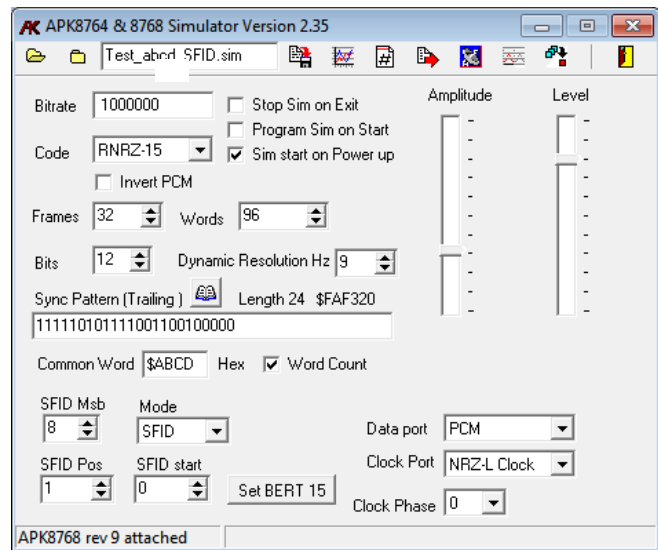 AK APK8764 & 8768 Simulator Version 2.35
Test_abcd_SFID.sim
Bitrate 1000000 Stop Sim on Exit Amplitude Level
Program Sim on Start
Code RNRZ-15 Sim start on Power up
Invert PCM
Frames 32 Words 96
Bits 12 Dynamic Resolution Hz 9
Sync Pattern (Trailing ) Length 24 $FAF320
111110101111001100100000
Common Word $ABCD Hex Word Count
SFID Msb Mode
8 SFID Data port PCM
SFID Pos SFID start Clock Port NRZ-L Clock
1 0 Set BERT 15 Clock Phase 0
APK8768 rev 9 attached